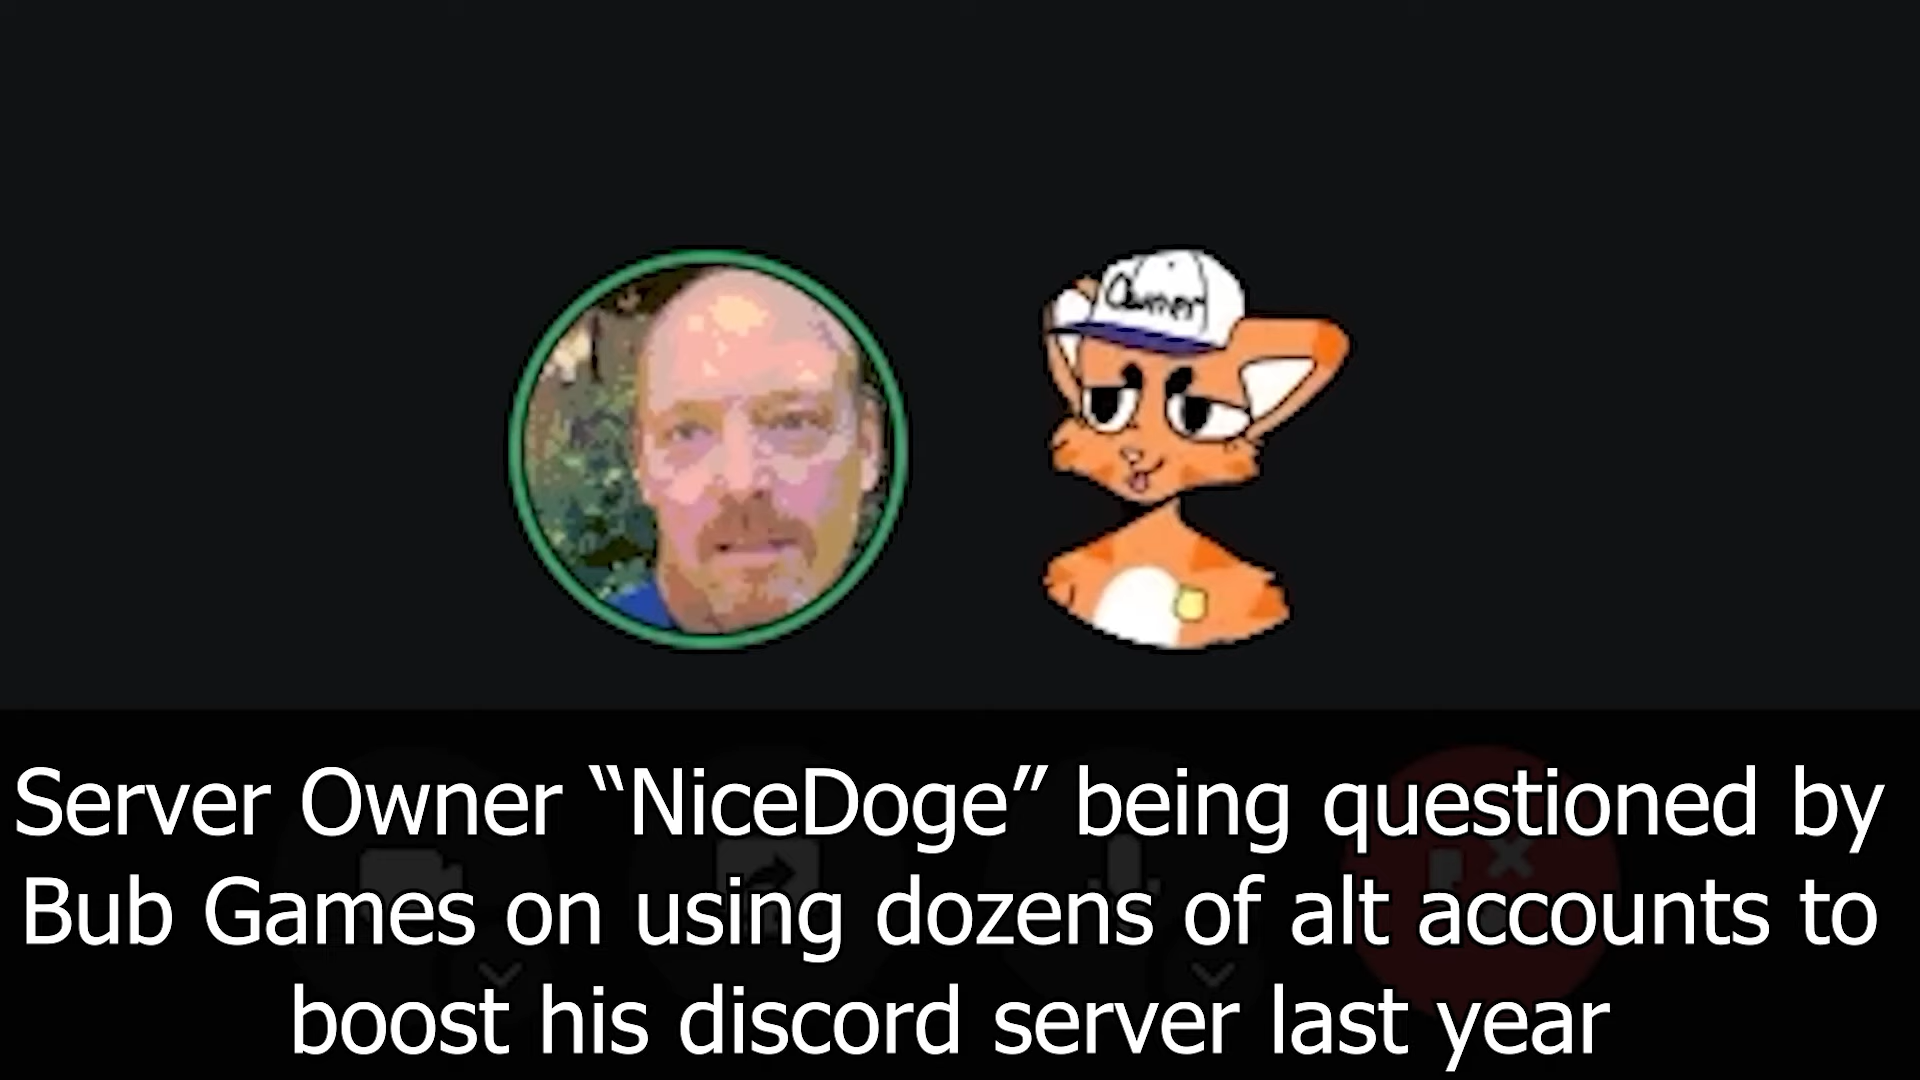 Owner
Server Owner “NiceDoge” being questioned by
Bub Games on using dozens of alt accounts to
boost his discord server last year